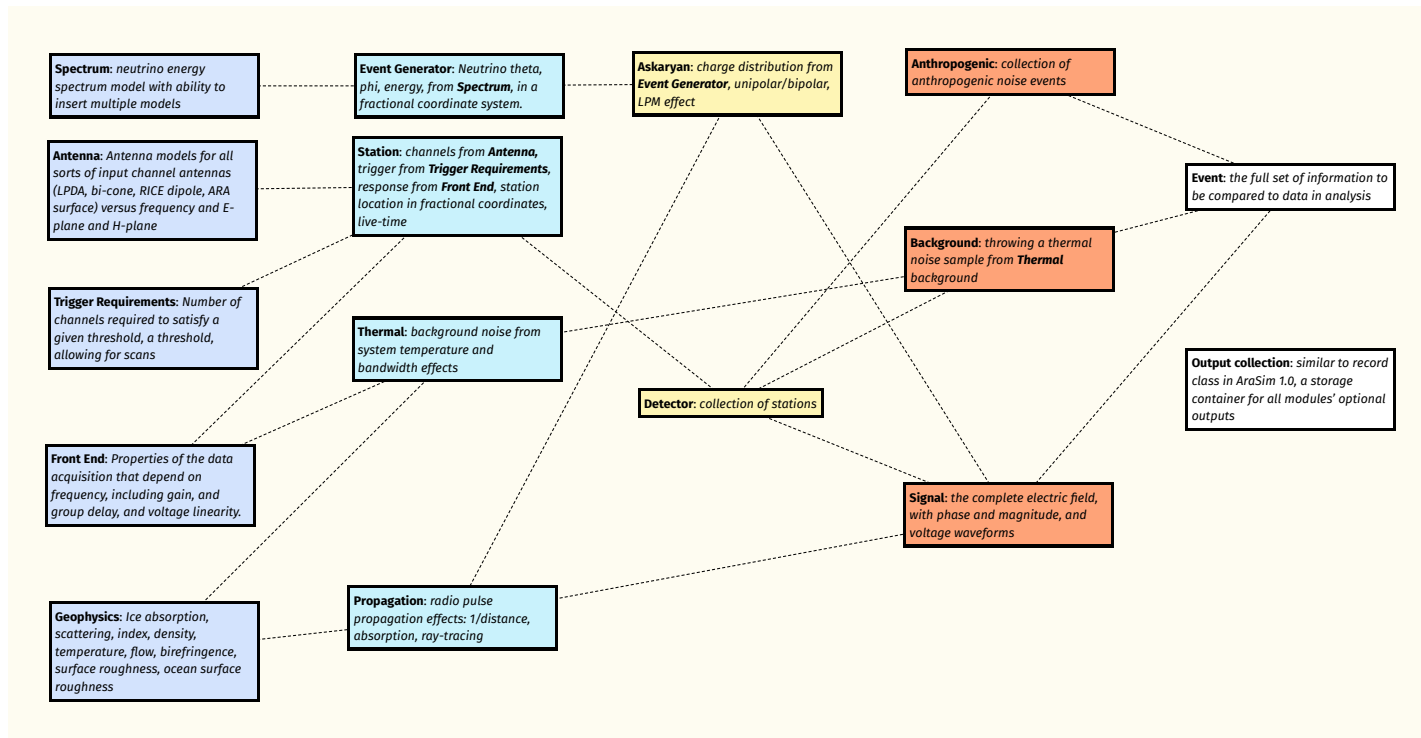 Spectrum: neutrino energy
spectrum model with ability to
insert multiple models
Event Generator: Neutrino theta,
phi, energy, from Spectrum, in a
fractional coordinate system.
Askaryan: charge distribution from
Event Generator, unipolar/bipolar,
LPM effect
Anthropogenic: collection of
anthropogenic noise events
Antenna: Antenna models for all
sorts of input channel antennas
(LPDA, bi-cone, RICE dipole, ARA
surface) versus frequency and E-
plane and H-plane
Station: channels from Antenna,
trigger from Trigger Requirements,
response from Front End, station
location in fractional coordinates,
live-time
Event: the full set of information to
be compared to data in analysis
Background: throwing a thermal
noise sample from Thermal
background
Trigger Requirements: Number of
channels required to satisfy a
given threshold, a threshold,
allowing for scans
Thermal: background noise from
system temperature and
bandwidth effects
Output collection: similar to record
class in AraSim 1.0, a storage
container for all modules' optional
outputs
Detector: collection of stations
Front End: Properties of the data
acquisition that depend on
frequency, including gain, and
group delay, and voltage linearity.
Signal: the complete electric field,
with phase and magnitude, and
voltage waveforms
Propagation: radio pulse
propagation effects: 1/distance,
absorption, ray-tracing
Geophysics: Ice absorption,
scattering, index, density,
temperature, flow, birefringence,
surface roughness, ocean surface
roughness